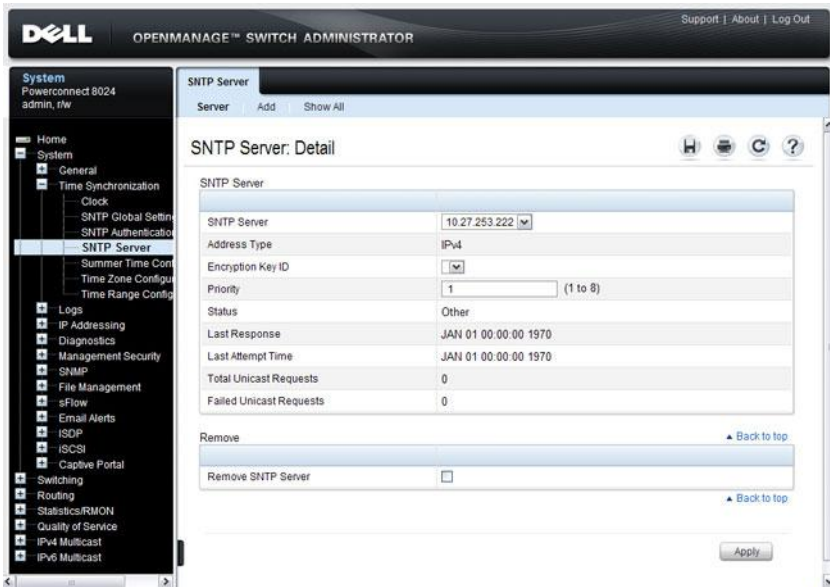 Support | About | Log Out
DELL
OPENMANAGE™ SWITCH ADMINISTRATOR
System
Powerconnect 8024
admin, r/w
Home
System
General
Time Synchronization
Clock
SNTP Global Settin
SNTP Authenticatio
SNTP Server
Summer Time Conf
Time Zone Configu
Time Range Config
Logs
IP Addressing
Diagnostics
Management Security
SNMP
File Management
sFlow
Email Alerts
ISDP
iSCSI
Captive Portal
Switching
Routing
Statistics/RMON
Quality of Service
IPv4 Multicast
IPv6 Multicast
SNTP Server
Server Add Show All
SNTP Server: Detail
SNTP Server
SNTP Server 10.27.253.222
Address Type IPv4
Encryption Key ID
Priority 1 (1 to 8)
Status Other
Last Response JAN 01 00:00:00 1970
Last Attempt Time JAN 01 00:00:00 1970
Total Unicast Requests 0
Failed Unicast Requests 0
Remove
Back to top
Remove SNTP Server
Back to top
Apply